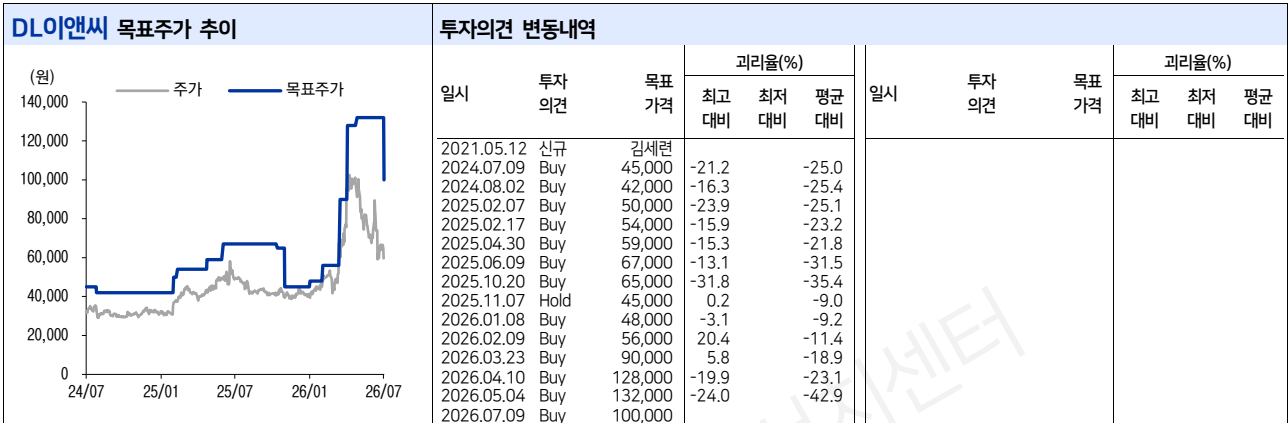 DL이앤씨 목표주가 추이
(원)
주가
목표주가
140,000
120,000
100,000
80,000
60,000
40,000
20,000
0
24/07 25/01 25/07 26/01 26/07
투자의견 변동내역
일시 투자의견 목표가격 괴리율(%)
최고대비 최저대비 평균대비
2021.05.12 신규 김세련
2024.07.09 Buy 45,000 -21.2 -25.0
2024.08.02 Buy 42,000 -16.3 -25.4
2025.02.07 Buy 50,000 -23.9 -25.1
2025.02.17 Buy 54,000 -15.9 -23.2
2025.04.30 Buy 59,000 -15.3 -21.8
2025.06.09 Buy 67,000 -13.1 -31.5
2025.10.20 Buy 65,000 -31.8 -35.4
2025.11.07 Hold 45,000 0.2 -9.0
2026.01.08 Buy 48,000 -3.1 -9.2
2026.02.09 Buy 56,000 20.4 -11.4
2026.03.23 Buy 90,000 5.8 -18.9
2026.04.10 Buy 128,000 -19.9 -23.1
2026.05.04 Buy 132,000 -24.0 -42.9
2026.07.09 Buy 100,000
일시 투자의견 목표가격 괴리율(%)
최고대비 최저대비 평균대비
센터